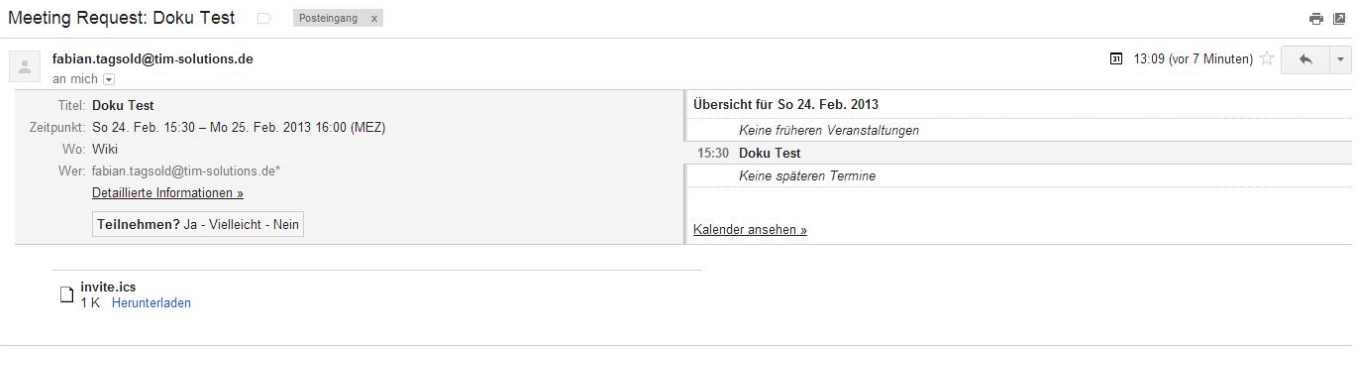 Meeting Request: Doku Test Posteingang x
fabian.tagsold@tim-solutions.de
31 13:09 (vor 7 Minuten)
an mich
Titel: Doku Test
Zeitpunkt: So 24. Feb. 15:30 – Mo 25. Feb. 2013 16:00 (MEZ)
Wo: Wiki
Wer: fabian.tagsold@tim-solutions.de*
Detaillierte Informationen »
Teilnehmen? Ja - Vielleicht - Nein
Übersicht für So 24. Feb. 2013
Keine früheren Veranstaltungen
15:30 Doku Test
Keine späteren Termine
Kalender ansehen »
invite.ics
1 K Herunterladen